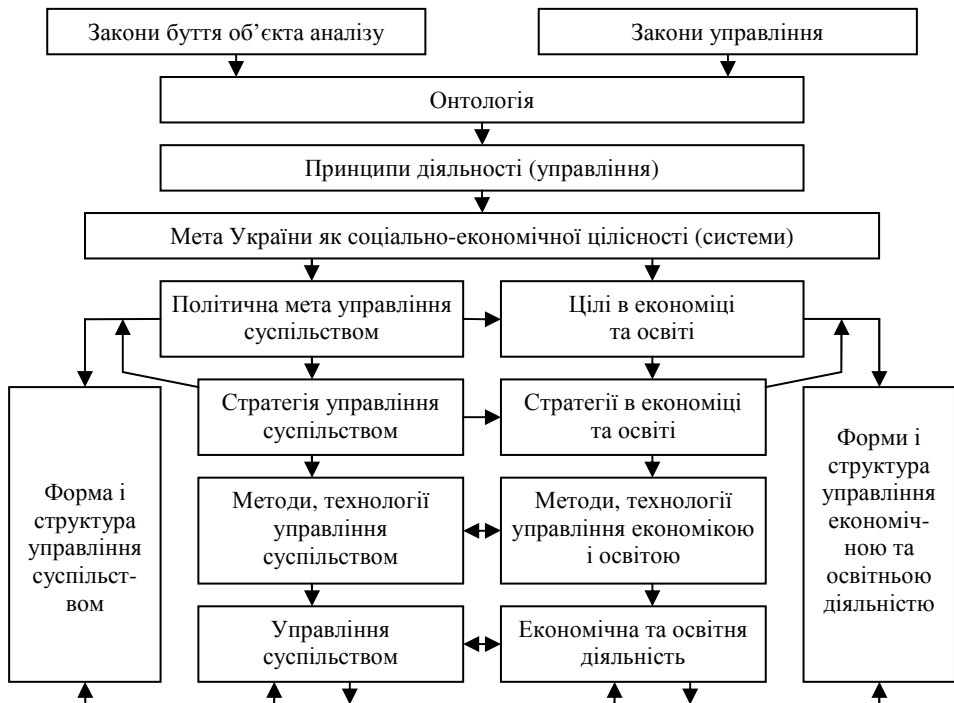 Закони буття об’єкта аналізу
Закони управління
Онтологія
Принципи діяльності (управління)
Мета України як соціально-економічної цілісності (системи)
Політична мета управління
суспільством
Цілі в економіці
та освіті
Стратегія управління
суспільством
Стратегії в економіці
та освіті
Форма і
структура
управління
суспільст-
вом
Методи, технології
управління
суспільством
Методи, технології
управління економікою
і освітою
Форми і
структура
управління
економіч-
ною та
освітньою
діяльністю
Управління
суспільством
Економічна та освітня
діяльність